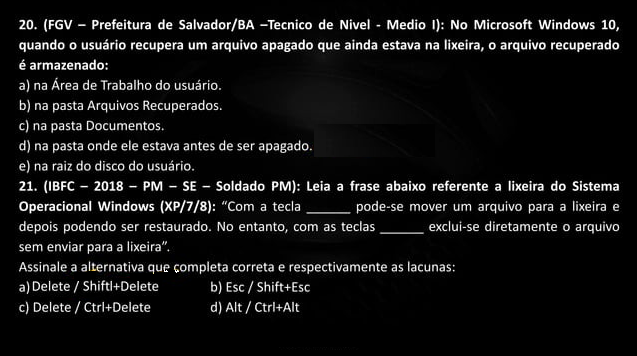 20. (FGV – Prefeitura de Salvador/BA –Tecnico de Nivel - Medio I): No Microsoft Windows 10,
quando o usuário recupera um arquivo apagado que ainda estava na lixeira, o arquivo recuperado
é armazenado:
a) na Área de Trabalho do usuário.
b) na pasta Arquivos Recuperados.
c) na pasta Documentos.
d) na pasta onde ele estava antes de ser apagado.
e) na raiz do disco do usuário.
21. (IBFC – 2018 – PM – SE – Soldado PM): Leia a frase abaixo referente a lixeira do Sistema
Operacional Windows (XP/7/8): “Com a tecla ______ pode-se mover um arquivo para a lixeira e
depois podendo ser restaurado. No entanto, com as teclas ______ exclui-se diretamente o arquivo
sem enviar para a lixeira”.
Assinale a alternativa que completa correta e respectivamente as lacunas:
a) Delete / Shiftl+Delete b) Esc / Shift+Esc
c) Delete / Ctrl+Delete d) Alt / Ctrl+Alt